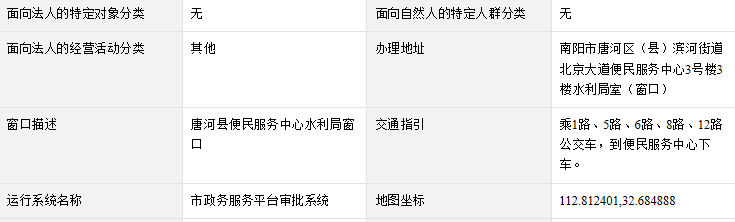 面向法人的特定对象分类 无 面向自然人的特定人群分类 无
面向法人的经营活动分类 其他 办理地址 南阳市唐河区（县）滨河街道
北京大道便民服务中心3号楼3
楼水利局室（窗口）
窗口描述 唐河县便民服务中心水利局窗 交通指引 乘1路、5路、6路、8路、12路
口 公交车，到便民服务中心下
车。
运行系统名称 市政务服务平台审批系统 地图坐标 112.812401,32.684888